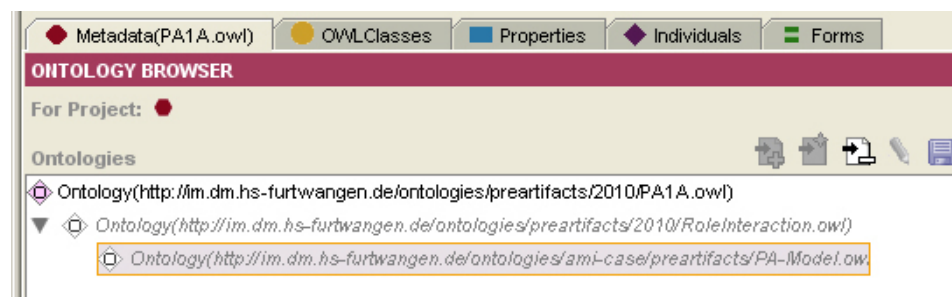 Metadata(PA1A.owl) OWLClasses Properties Individuals Forms
ONTOLOGY BROWSER
For Project:
Ontologies
Ontology(http://im.dm.hs-furtwangen.de/ontologies/preartifacts/2010/PA1A.owl)
Ontology(http://im.dm.hs-furtwangen.de/ontologies/preartifacts/2010/RoleInteraction.owl)
Ontology(http://im.dm.hs-furtwangen.de/ontologies/ami-case/preartifacts/PA-Model.ow